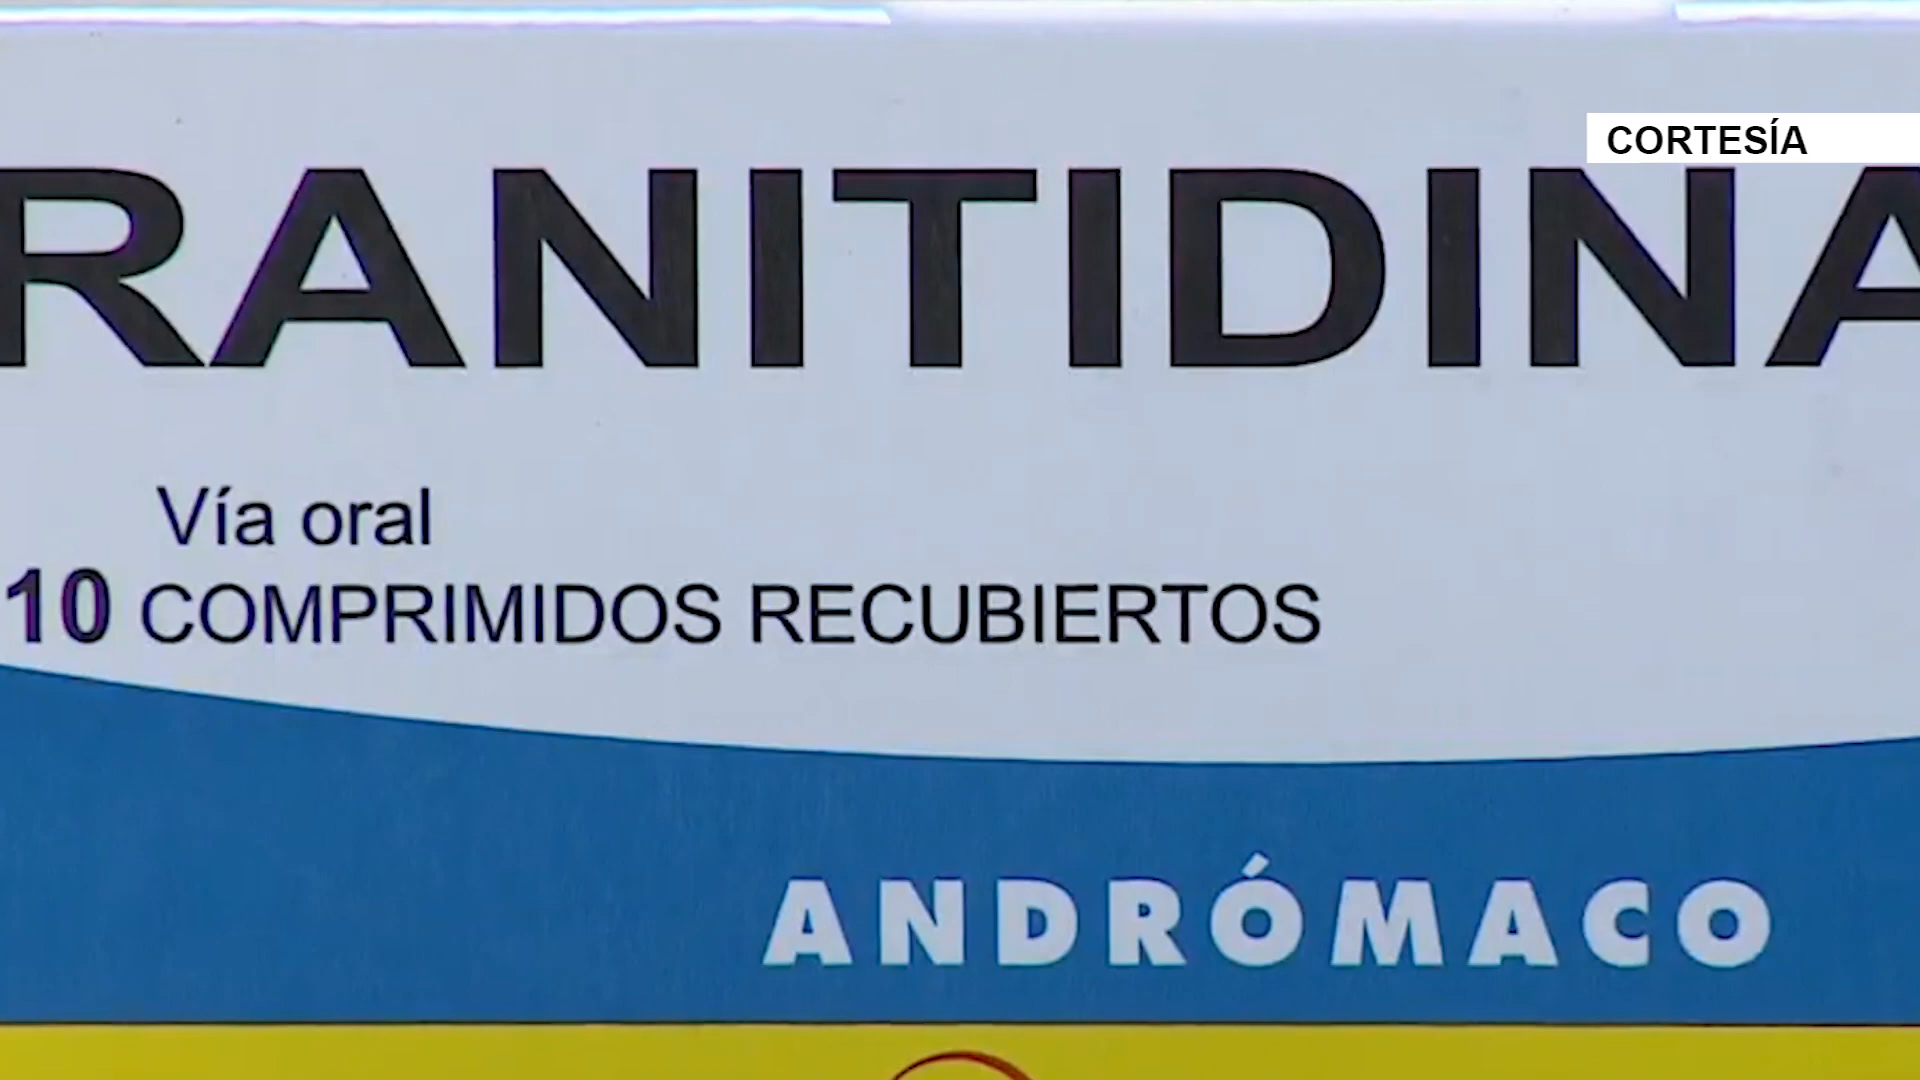 CORTESÍA
RANITIDINA
Vía oral
10 COMPRIMIDOS RECUBIERTOS
ANDRÓMACO